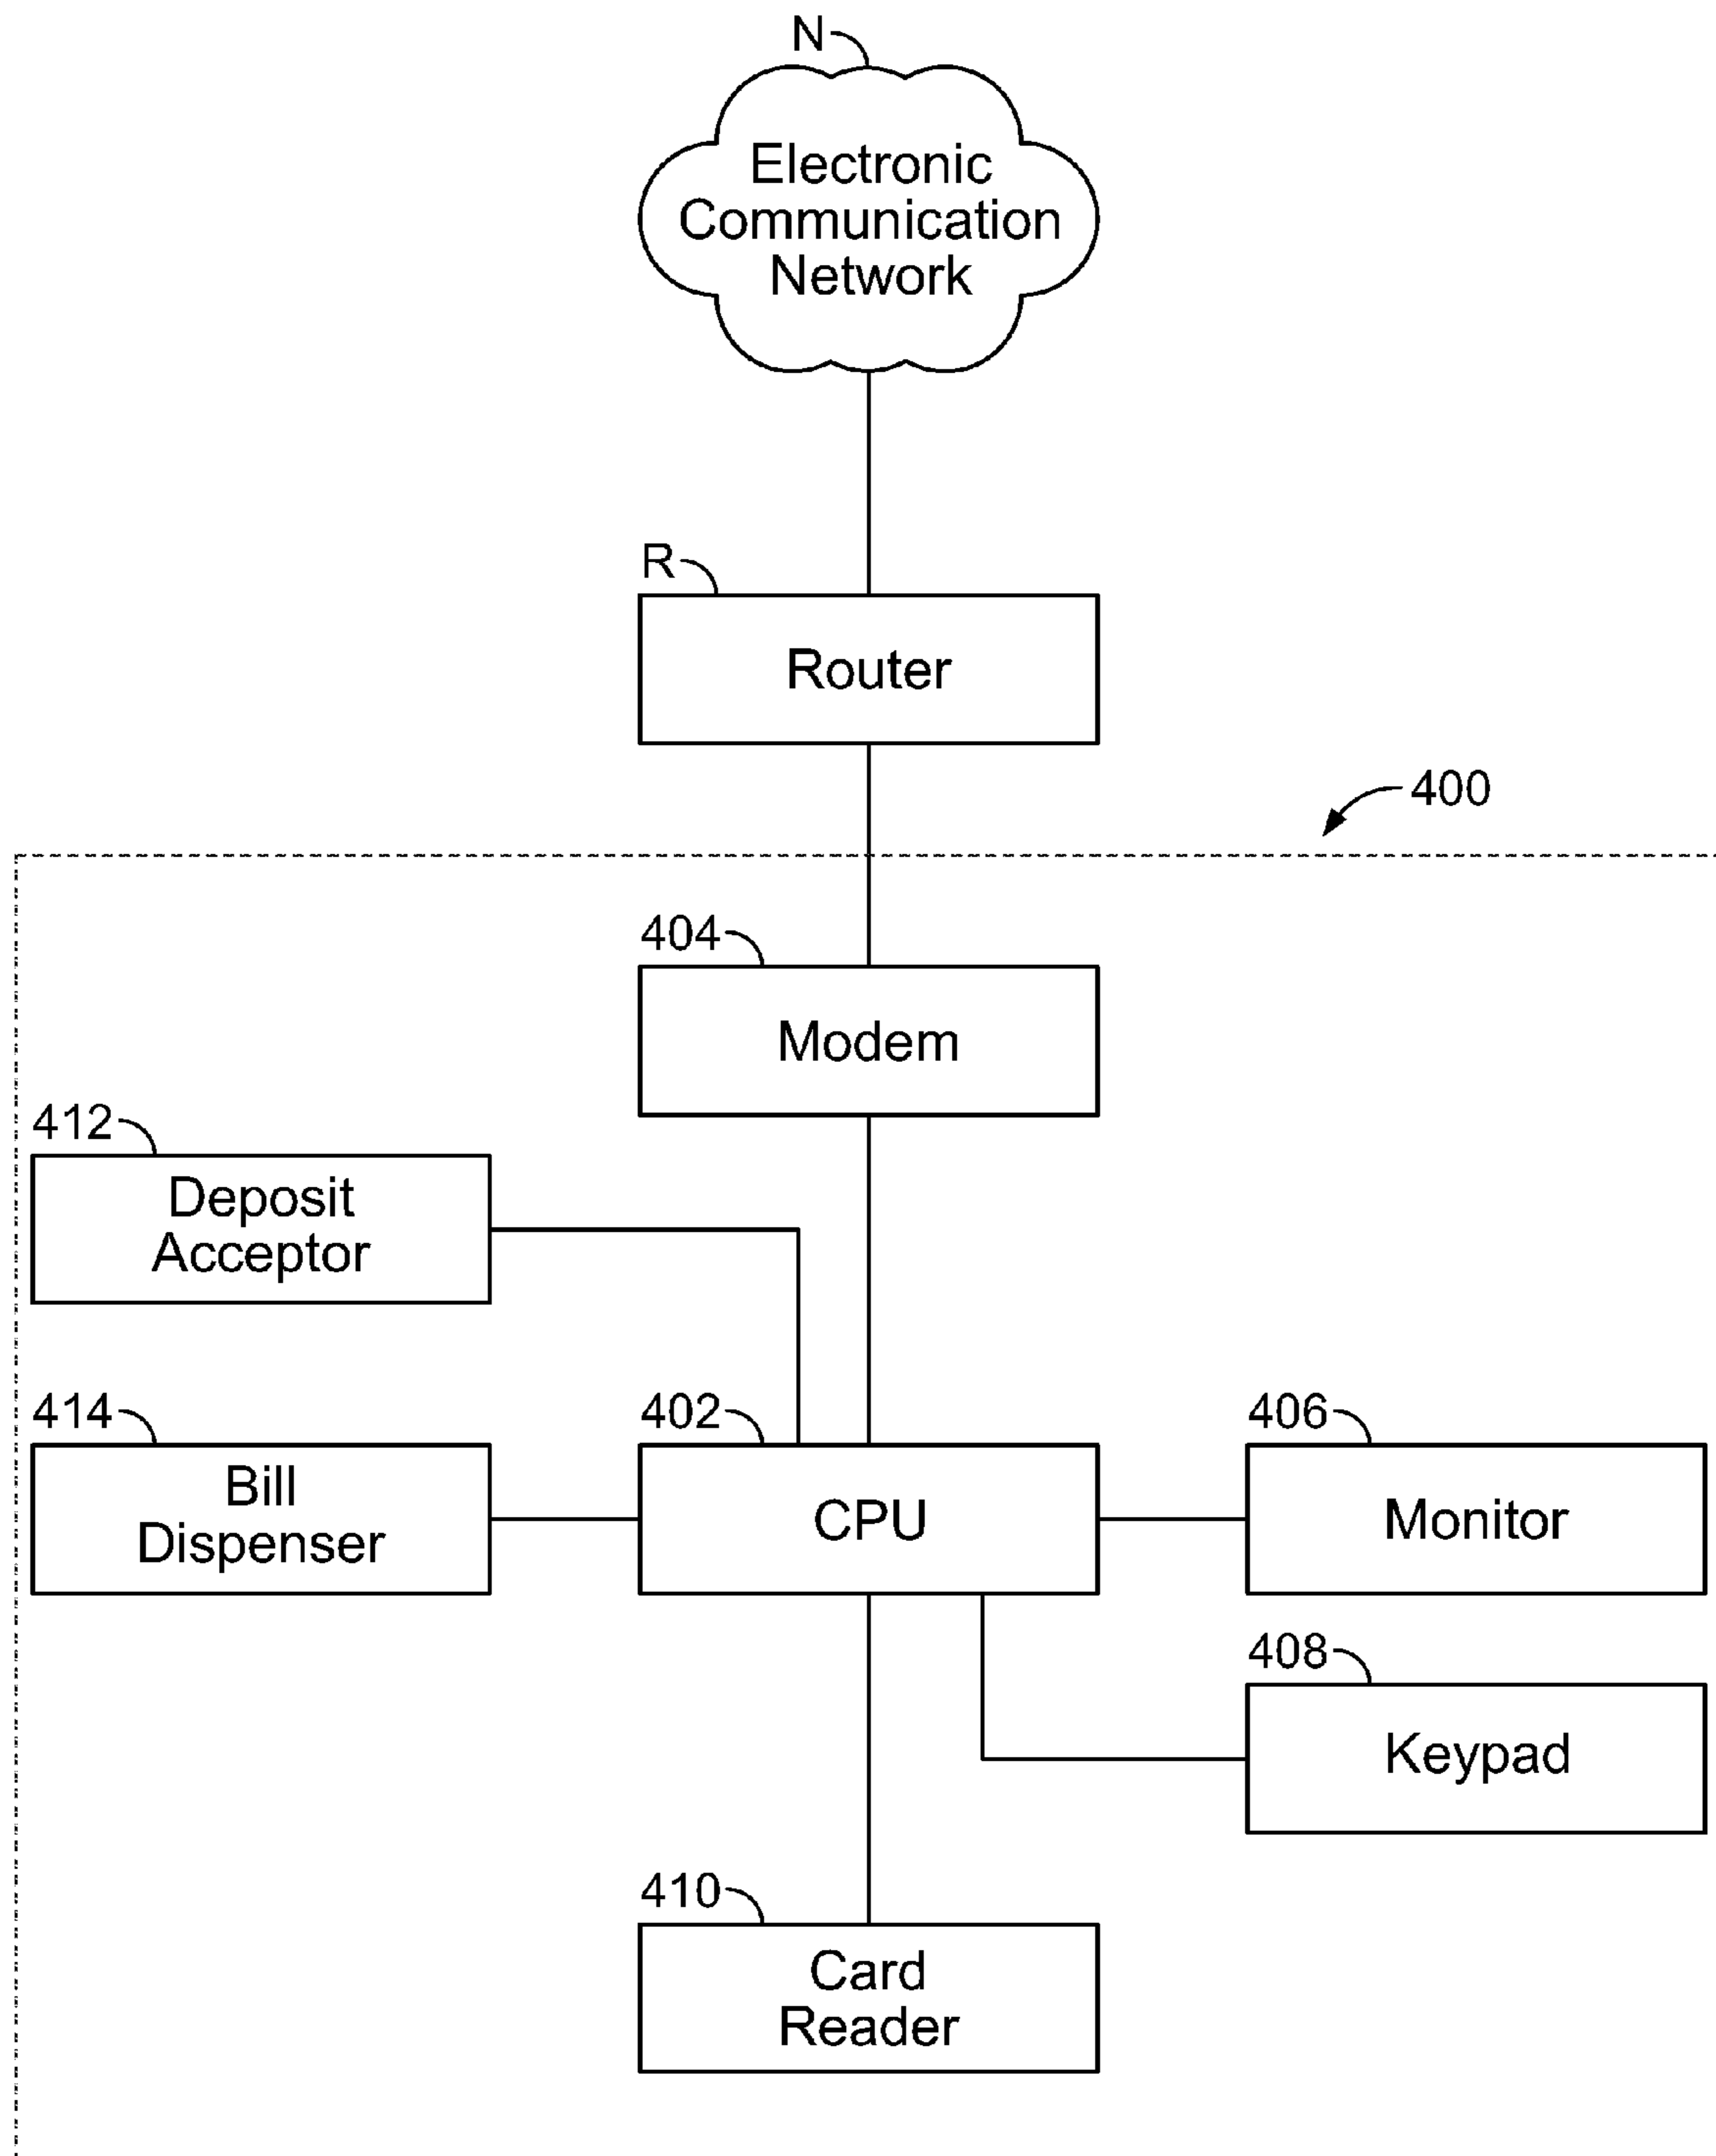 N
Electronic
Communication
Network
R
Router
400
404
Modem
412
Deposit
Acceptor
414
Bill
Dispenser
402
CPU
406
Monitor
408
Keypad
410
Card
Reader